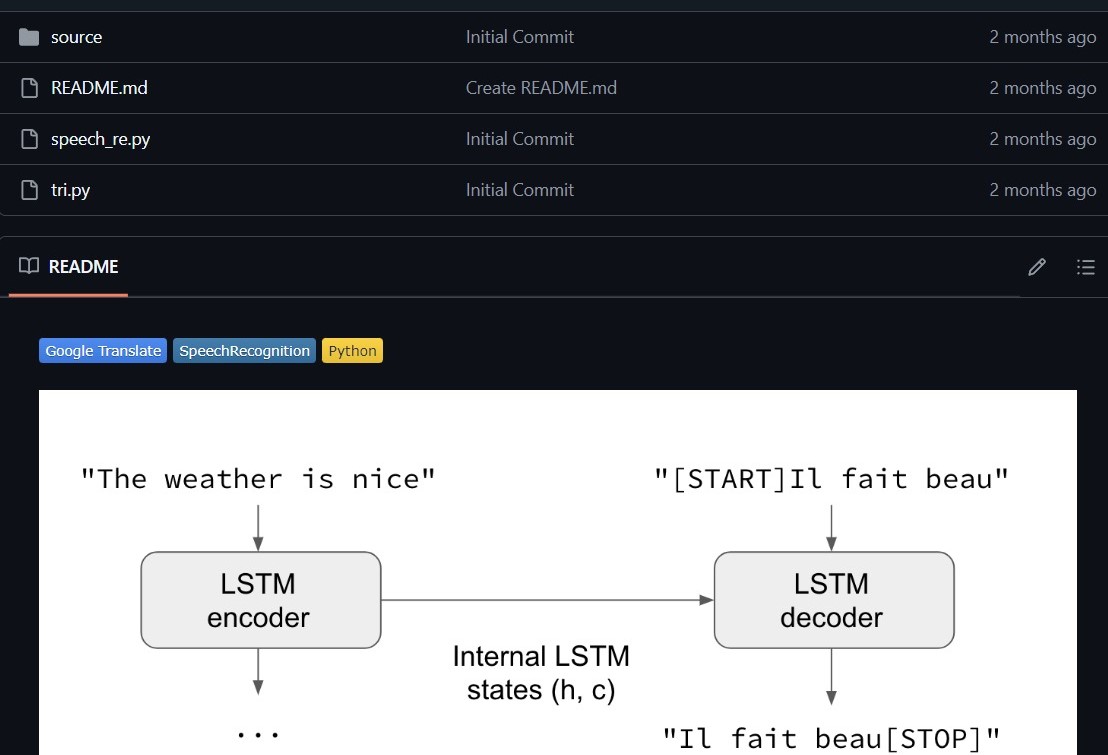 source Initial Commit 2 months ago
README.md Create README.md 2 months ago
speech_re.py Initial Commit 2 months ago
tri.py Initial Commit 2 months ago
README
Google Translate SpeechRecognition Python
"The weather is nice" "[START]Il fait beau"
LSTM
encoder
LSTM
decoder
Internal LSTM
states (h, c)
...
"Il fait beau[STOP]"